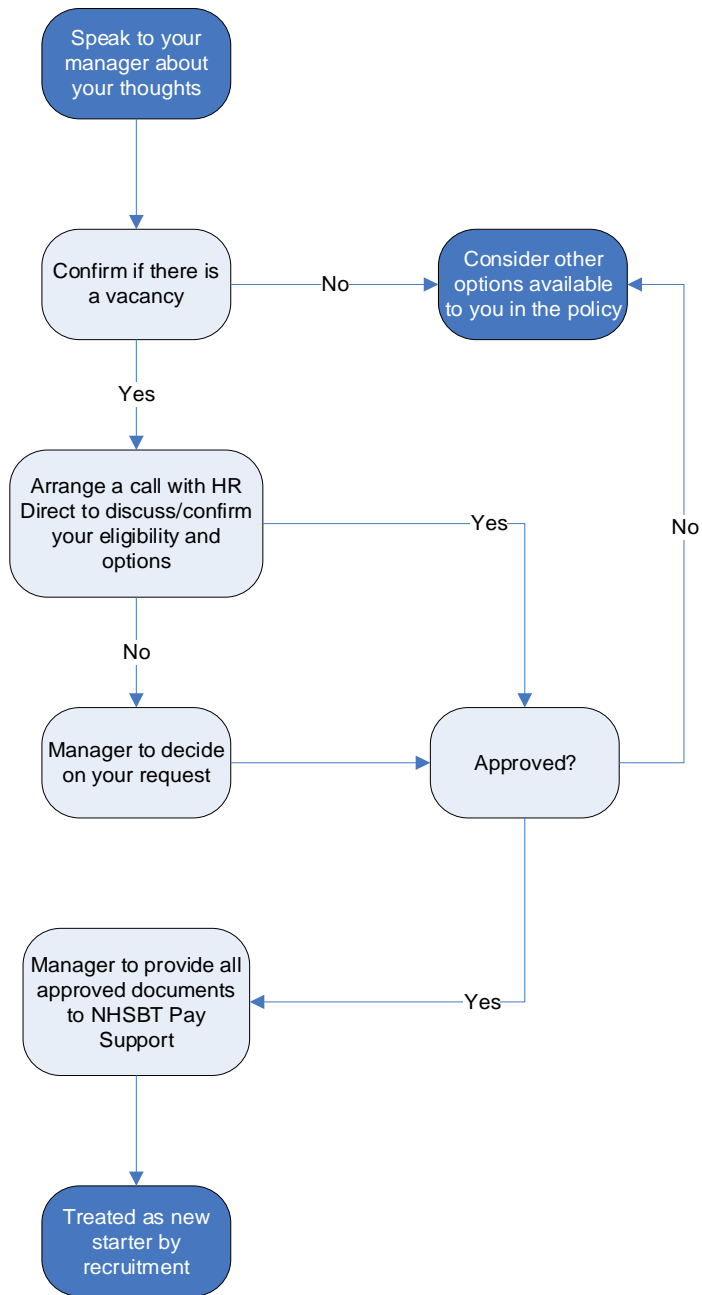 Speak to your
manager about
your thoughts
Confirm if there is
a vacancy
No
Consider other
options available
to you in the policy
Yes
Arrange a call with HR
Direct to discuss/confirm
your eligibility and
options
Yes
No
No
Manager to decide
on your request
Approved?
Manager to provide all
approved documents
to NHSBT Pay
Support
Yes
Treated as new
starter by
recruitment